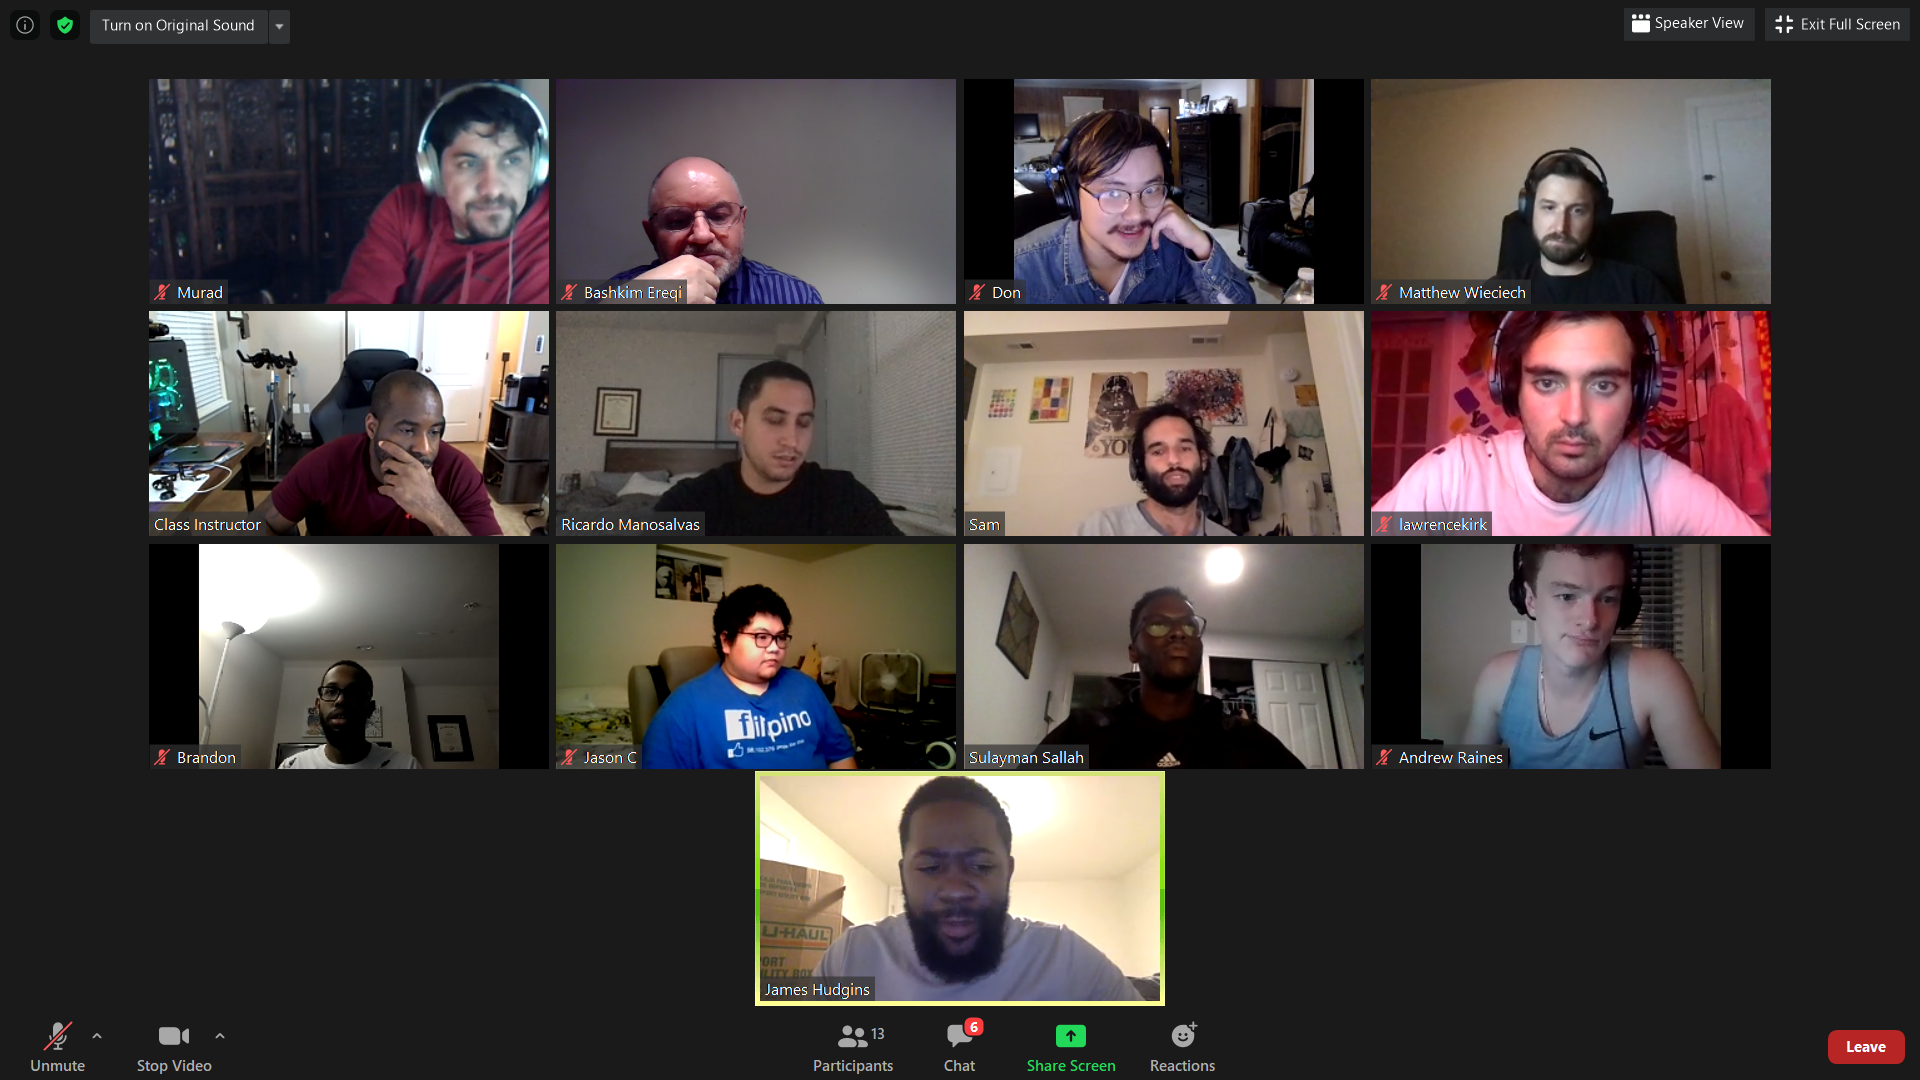 Turn on Original Sound
Speaker View
Exit Full Screen
Murad
Bashkim Ereqi
Don
Matthew Wieciech
Class Instructor
Ricardo Manosalvas
YOU
Sam
lawrencekirk
Brandon
filipino
Jason C
Sulayman Sallah
Andrew Raines
U-HAUL
James Hudgins
Unmute
Stop Video
13
Participants
6
Chat
Share Screen
Reactions
Leave